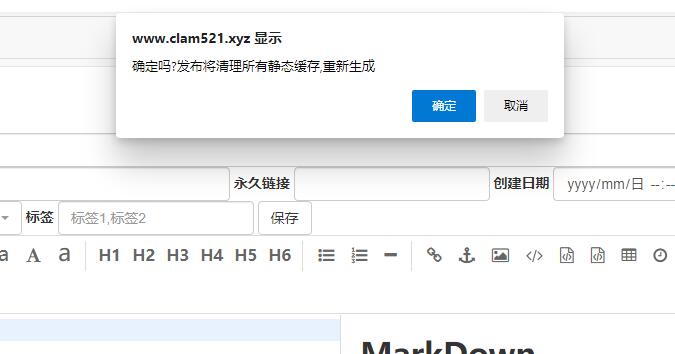 www.clam521.xyz 显示
确定吗?发布将清理所有静态缓存,重新生成
确定 取消
永久链接 创建日期 yyyy/mm/日 --:--
标签 标签1,标签2 保存
a A a H1 H2 H3 H4 H5 H6
MarkDown